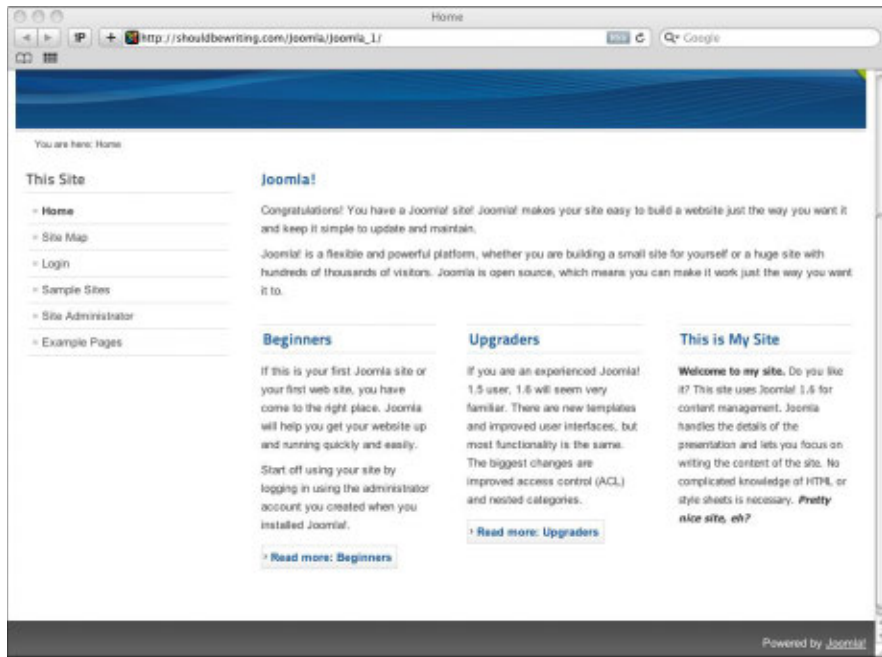 Home
http://shouldbewriting.com/Joomla/Joomla_1/
Google
You are here: Home
This Site
Home
Site Map
Login
Sample Sites
Site Administrator
Example Pages
Joomla!
Congratulations! You have a Joomla! site! Joomla! makes your site easy to build a website just the way you want it
and keep it simple to update and maintain.
Joomla! is a flexible and powerful platform, whether you are building a small site for yourself or a huge site with
hundreds of thousands of visitors. Joomla is open source, which means you can make it work just the way you want
it to.
Beginners
If this is your first Joomla site or
your first web site, you have
come to the right place. Joomla
will help you get your website up
and running quickly and easily.
Start off using your site by
logging in using the administrator
account you created when you
installed Joomla!.
Read more: Beginners
Upgraders
If you are an experienced Joomla!
1.5 user, 1.6 will seem very
familiar. There are new templates
and improved user interfaces, but
most functionality is the same.
The biggest changes are
improved access control (ACL)
and nested categories.
Read more: Upgraders
This is My Site
Welcome to my site. Do you like
it? This site uses Joomla! 1.6 for
content management. Joomla
handles the details of the
presentation and lets you focus on
writing the content of the site. No
complicated knowledge of HTML or
style sheets is necessary. Pretty
nice site, eh?
Powered by Joomla!